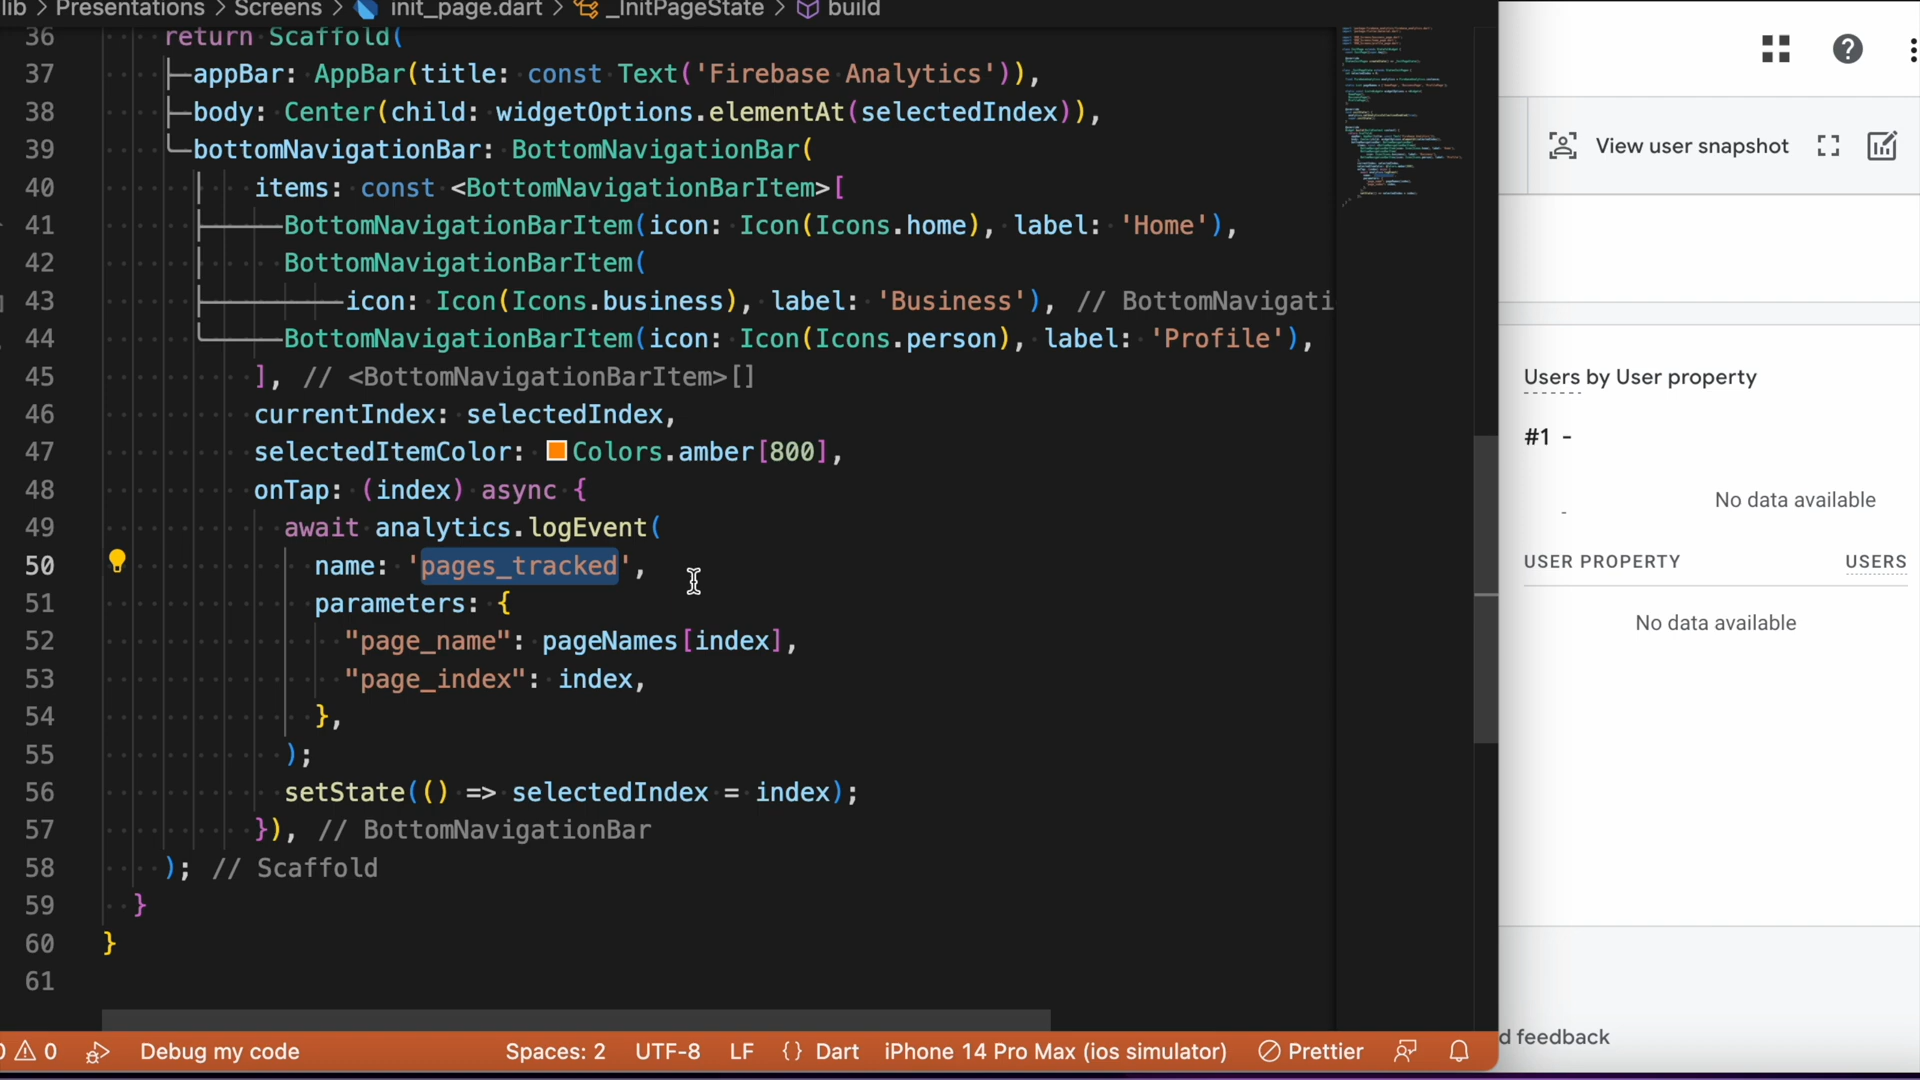 lib > Presentations > Screens > init_page.dart > _InitPageState > build
36 return Scaffold(
37 appBar: AppBar(title: const Text('Firebase Analytics')),
38 body: Center(child: widgetOptions.elementAt(selectedIndex)),
39 bottomNavigationBar: BottomNavigationBar(
40 items: const <BottomNavigationBarItem>[
41 BottomNavigationBarItem(icon: Icon(Icons.home), label: 'Home'),
42 BottomNavigationBarItem(
43 icon: Icon(Icons.business), label: 'Business'), // BottomNavigati
44 BottomNavigationBarItem(icon: Icon(Icons.person), label: 'Profile'),
45 ], // <BottomNavigationBarItem>[]
46 currentIndex: selectedIndex,
47 selectedItemColor: Colors.amber[800],
48 onTap: (index) async {
49 await analytics.logEvent(
50 name: 'pages_tracked',
51 parameters: {
52 "page_name": pageNames[index],
53 "page_index": index,
54 },
55 );
56 setState(() => selectedIndex = index);
57 }), // BottomNavigationBar
58 ); // Scaffold
59 }
60 }
61
0 0 Debug my code Spaces: 2 UTF-8 LF {} Dart iPhone 14 Pro Max (ios simulator) Prettier
View user snapshot
Users by User property
#1 -
No data available
-
USER PROPERTY USERS
No data available
d feedback